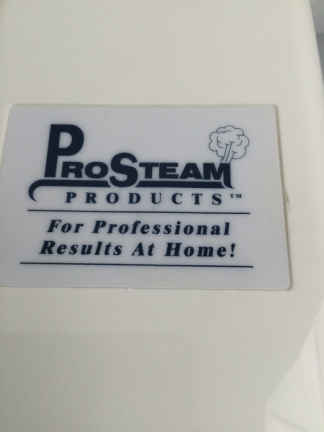 ProSteam
PRODUCTS™
For Professional
Results At Home!